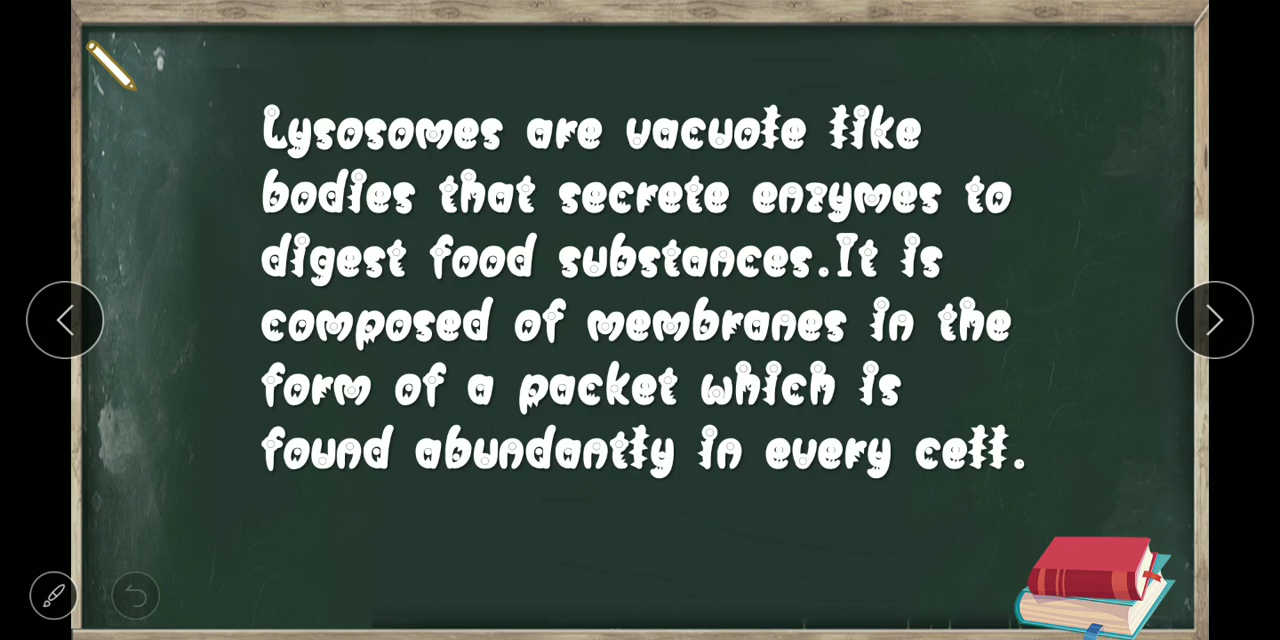 Lysosomes are vacuole like
bodies that secrete enzymes to
digest food substances.It is
composed of membranes in the
form of a packet which is
found abundantly in every cell.